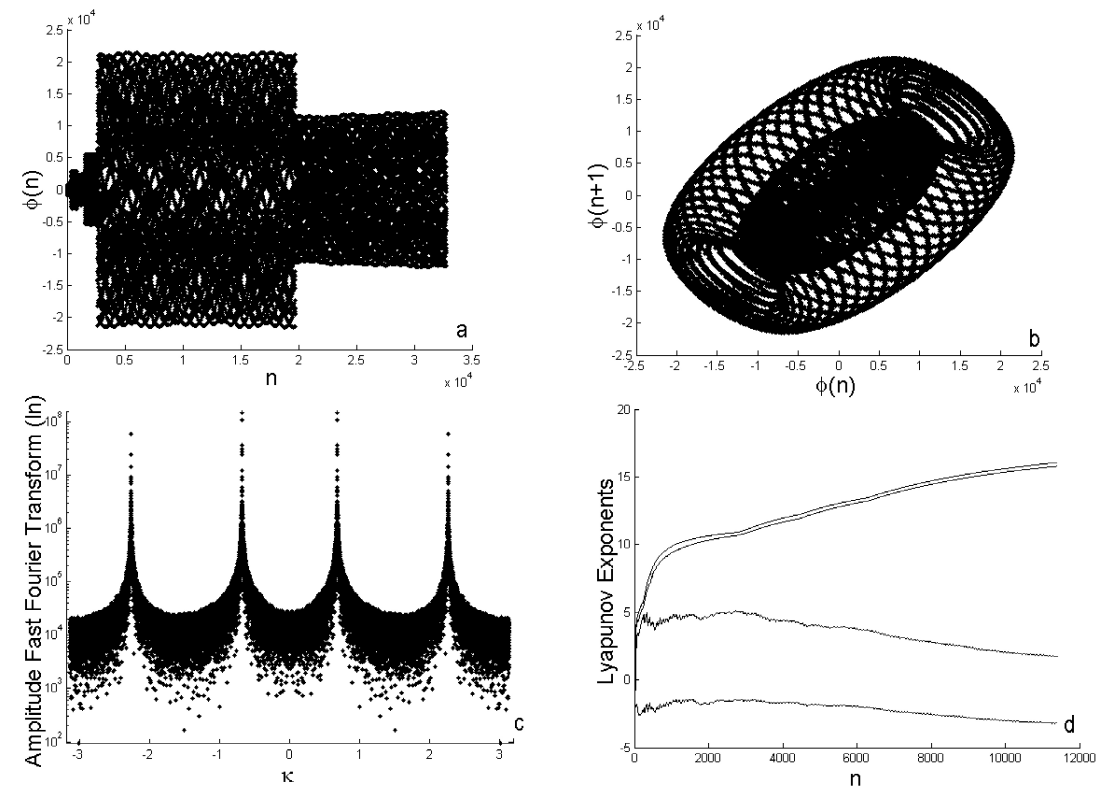 x 10^4
2.5
2
1.5
1
0.5
0
-0.5
-1
-1.5
-2
-2.5
ϕ(n)
a
0 0.5 1 1.5 2 2.5 3 3.5
n
x 10^4
x 10^4
2.5
2
1.5
1
0.5
0
-0.5
-1
-1.5
-2
-2.5
ϕ(n+1)
b
-2.5 -2 -1.5 -1 -0.5 0 0.5 1 1.5 2 2.5
ϕ(n)
x 10^4
Amplitude Fast Fourier Transform (ln)
10^8
10^7
10^6
10^5
10^4
10^3
10^2
c
-3 -2 -1 0 1 2 3
κ
Lyapunov Exponents
20
15
10
5
0
-5
d
0 2000 4000 6000 8000 10000 12000
n